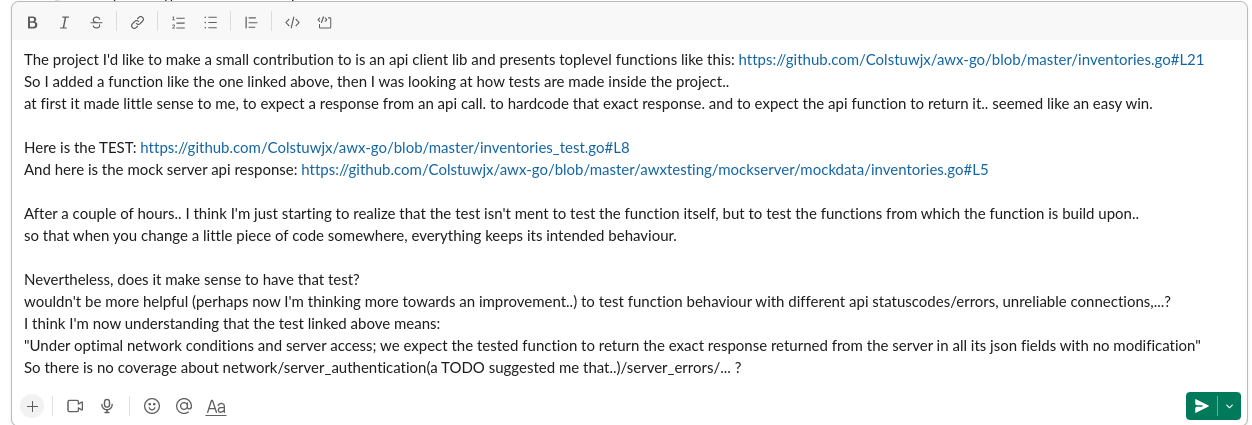 The project I'd like to make a small contribution to is an api client lib and presents toplevel functions like this: https://github.com/Colstuwjx/awx-go/blob/master/inventories.go#L21
So I added a function like the one linked above, then I was looking at how tests are made inside the project..
at first it made little sense to me, to expect a response from an api call. to hardcode that exact response. and to expect the api function to return it.. seemed like an easy win.
Here is the TEST: https://github.com/Colstuwjx/awx-go/blob/master/inventories_test.go#L8
And here is the mock server api response: https://github.com/Colstuwjx/awx-go/blob/master/awxtesting/mockserver/mockdata/inventories.go#L5
After a couple of hours.. I think I'm just starting to realize that the test isn't ment to test the function itself, but to test the functions from which the function is build upon..
so that when you change a little piece of code somewhere, everything keeps its intended behaviour.
Nevertheless, does it make sense to have that test?
wouldn't be more helpful (perhaps now I'm thinking more towards an improvement..) to test function behaviour with different api statuscodes/errors, unreliable connections,...?
I think I'm now understanding that the test linked above means:
"Under optimal network conditions and server access; we expect the tested function to return the exact response returned from the server in all its json fields with no modification"
So there is no coverage about network/server_authentication(a TODO suggested me that..)/server_errors/... ?